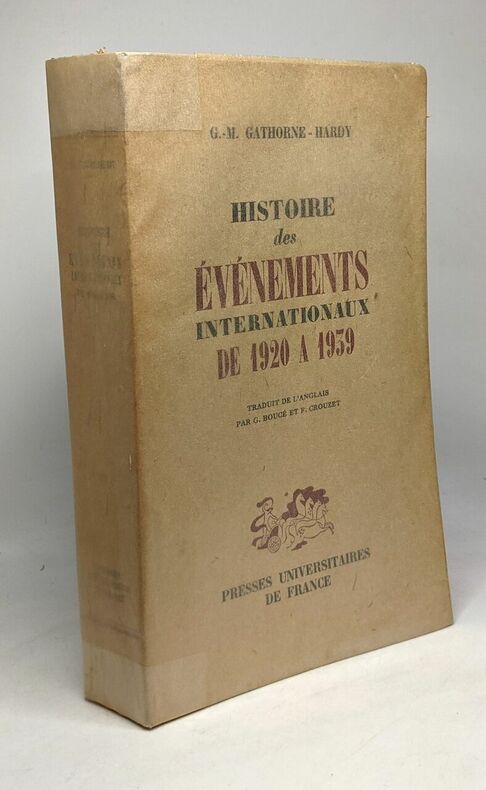 G.-M. GATHORNE-HARDY
HISTOIRE
des
ÉVÉNEMENTS
INTERNATIONAUX
DE 1920 A 1939
TRADUIT DE L'ANGLAIS
PAR G. BOUCÉ ET F. CROUZET
PRESSES UNIVERSITAIRES
DE FRANCE